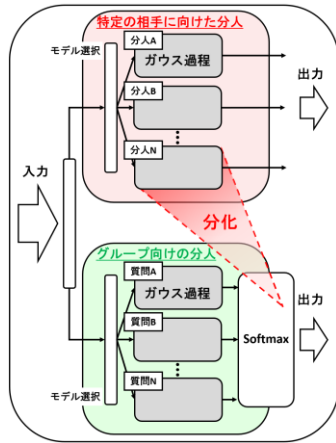 特定の相手に向けた分人
モデル選択
分人A
ガウス過程
分人B
分人N
出力
入力
分化
グループ向けの分人
質問A
ガウス過程
質問B
質問N
モデル選択
Softmax
出力